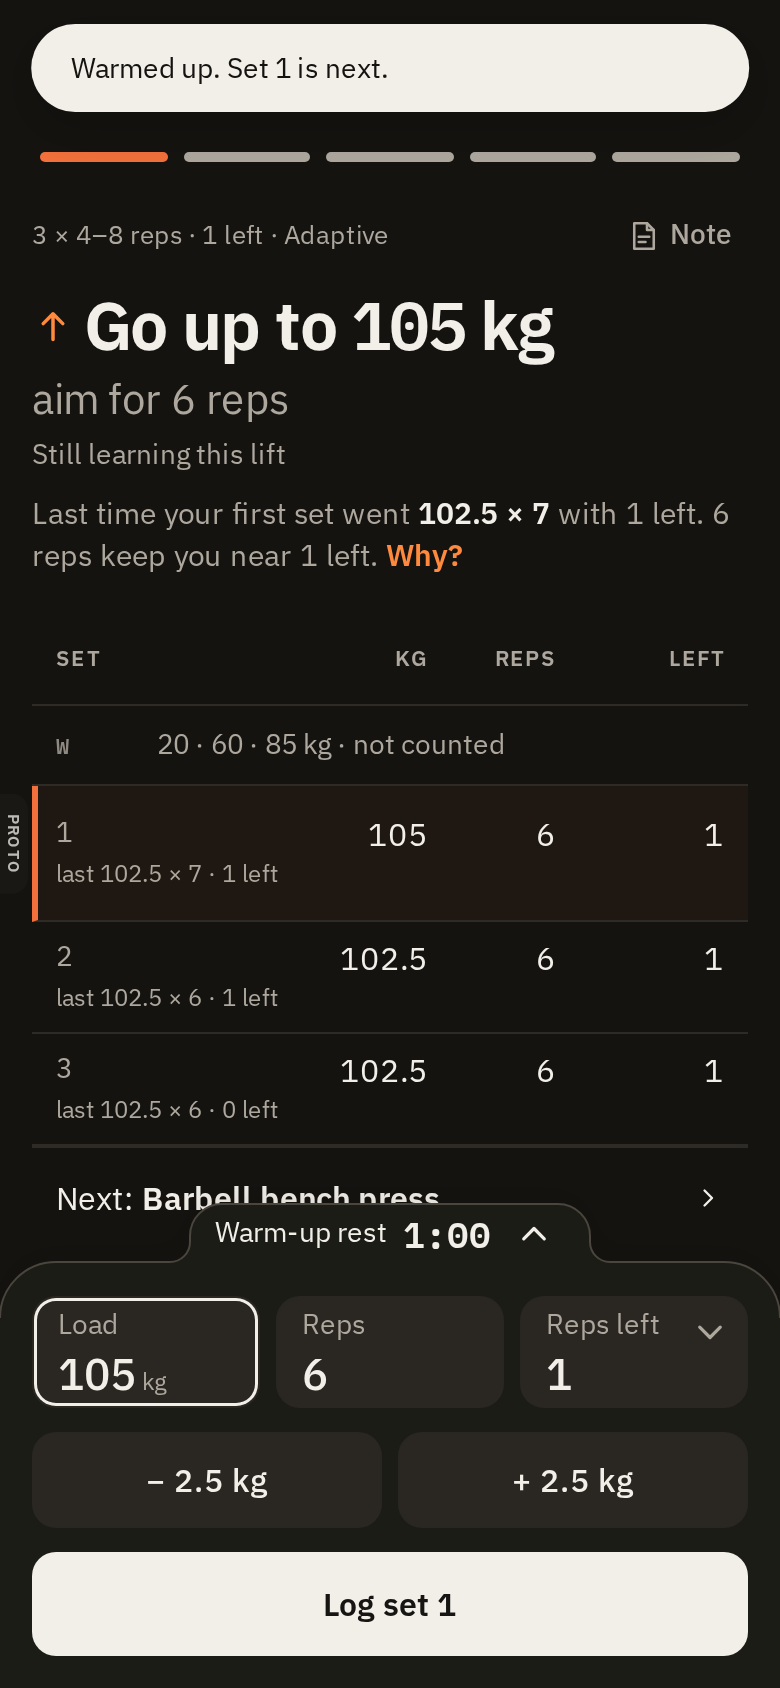 Warmed up. Set 1 is next.
3 × 4–8 reps · 1 left · Adaptive
Note
↑ Go up to 105 kg
aim for 6 reps
Still learning this lift
Last time your first set went 102.5 × 7 with 1 left. 6
reps keep you near 1 left. Why?
SET KG REPS LEFT
W 20 · 60 · 85 kg · not counted
PROTO
1 105 6 1
last 102.5 × 7 · 1 left
2 102.5 6 1
last 102.5 × 6 · 1 left
3 102.5 6 1
last 102.5 × 6 · 0 left
Next: Barbell bench press
Warm-up rest 1:00
Load Reps Reps left
105 kg 6 1
– 2.5 kg + 2.5 kg
Log set 1